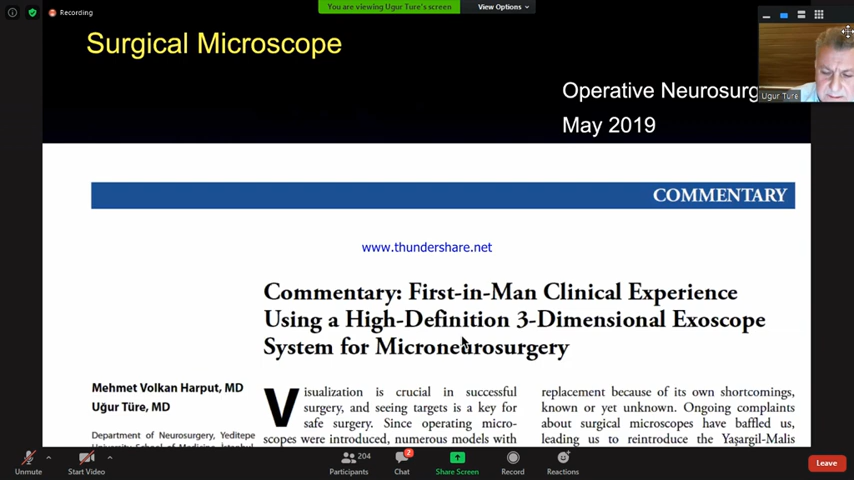 Recording
You are viewing Ugur Ture's screen
View Options
Surgical Microscope
Operative Neurosurg
May 2019
Ugur Ture
COMMENTARY
www.thundershare.net
Commentary: First-in-Man Clinical Experience
Using a High-Definition 3-Dimensional Exoscope
System for Microneurosurgery
Mehmet Volkan Harput, MD
Uğur Türe, MD
Department of Neurosurgery, Yeditepe
Visualization is crucial in successful
surgery, and seeing targets is a key for
safe surgery. Since operating micro-
scopes were introduced, numerous models with
replacement because of its own shortcomings,
known or yet unknown. Ongoing complaints
about surgical microscopes have baffled us,
leading us to reintroduce the Yaşargil-Malis
Unmute
Start Video
204
Participants
2
Chat
Share Screen
Record
Reactions
Leave